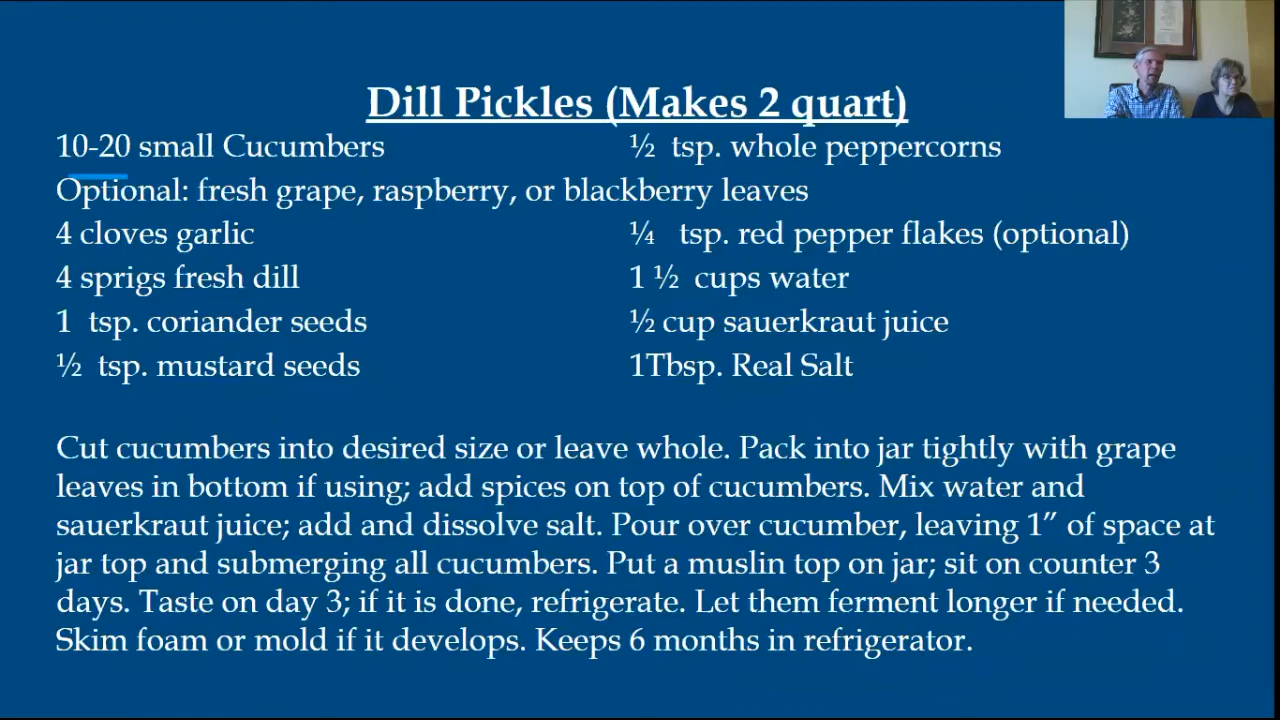 Dill Pickles (Makes 2 quart)
10-20 small Cucumbers ½ tsp. whole peppercorns
Optional: fresh grape, raspberry, or blackberry leaves
4 cloves garlic ¼ tsp. red pepper flakes (optional)
4 sprigs fresh dill 1 ½ cups water
1 tsp. coriander seeds ½ cup sauerkraut juice
½ tsp. mustard seeds 1Tbsp. Real Salt
Cut cucumbers into desired size or leave whole. Pack into jar tightly with grape
leaves in bottom if using; add spices on top of cucumbers. Mix water and
sauerkraut juice; add and dissolve salt. Pour over cucumber, leaving 1” of space at
jar top and submerging all cucumbers. Put a muslin top on jar; sit on counter 3
days. Taste on day 3; if it is done, refrigerate. Let them ferment longer if needed.
Skim foam or mold if it develops. Keeps 6 months in refrigerator.